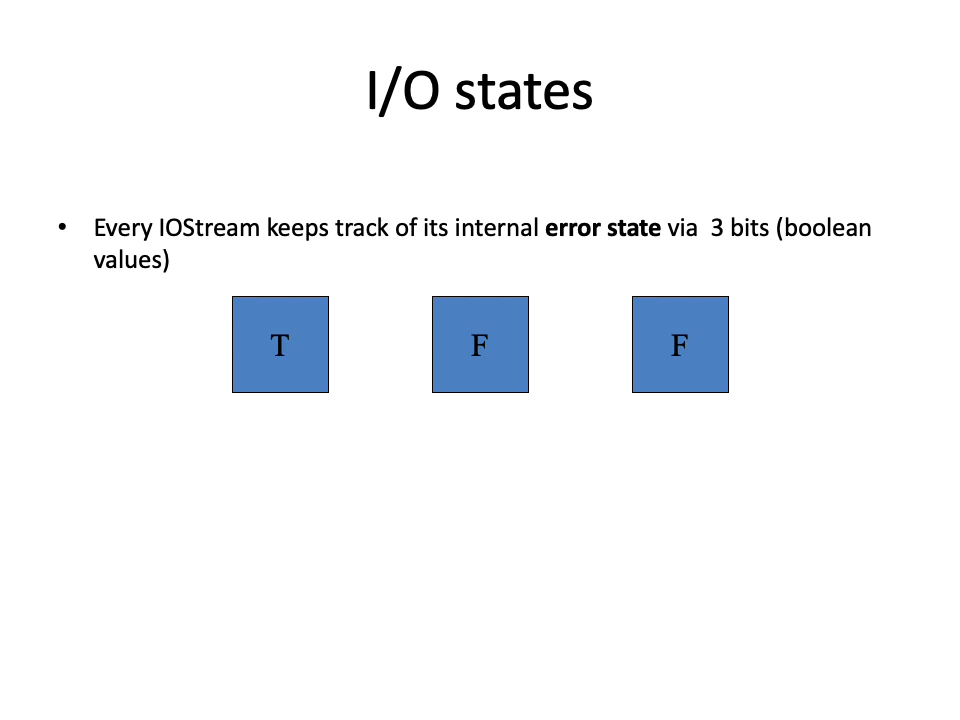 I/O states
• Every IOStream keeps track of its internal error state via  3 bits (boolean
values)
T F F